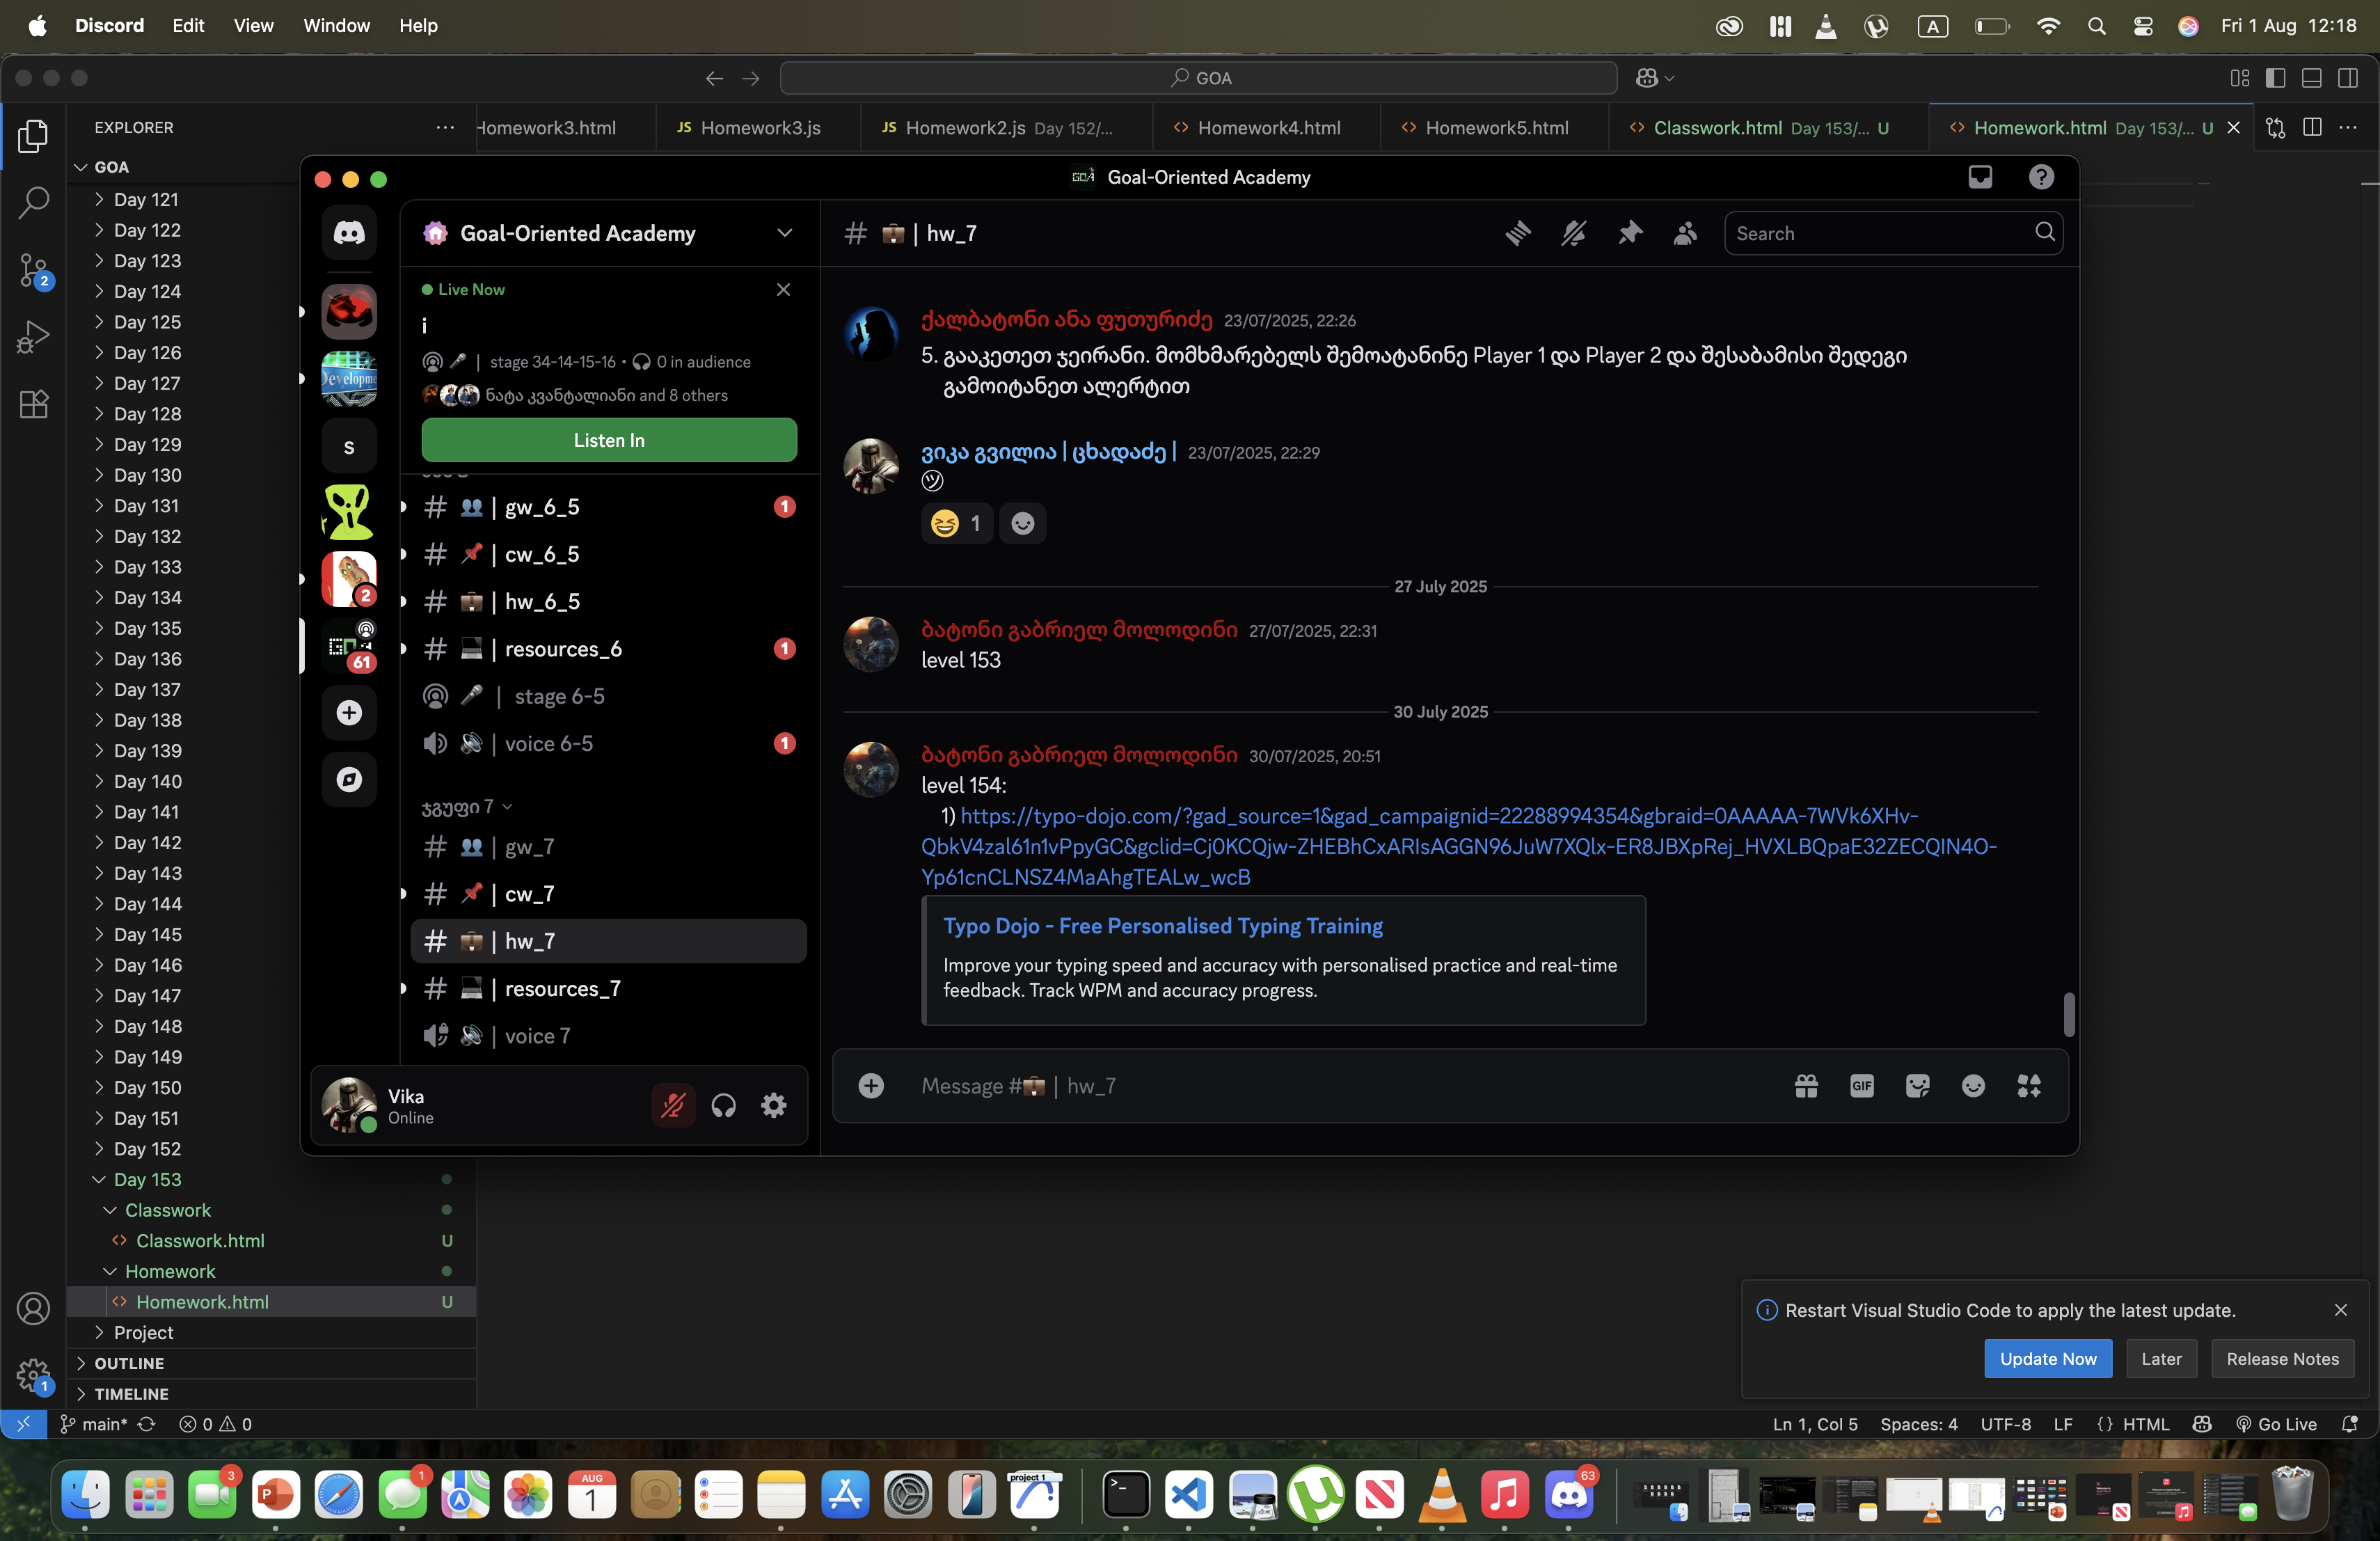 Discord Edit View Window Help
A
Fri 1 Aug 12:18
GOA
EXPLORER
Homework3.html
JS Homework3.js
JS Homework2.js Day 152/...
Homework4.html
Homework5.html
Classwork.html Day 153/... U
Homework.html Day 153/... U
GOA
Day 121
Day 122
Day 123
Day 124
Day 125
Day 126
Day 127
Day 128
Day 129
Day 130
Day 131
Day 132
Day 133
Day 134
Day 135
Day 136
Day 137
Day 138
Day 139
Day 140
Day 141
Day 142
Day 143
Day 144
Day 145
Day 146
Day 147
Day 148
Day 149
Day 150
Day 151
Day 152
Day 153
Classwork
Classwork.html U
Homework
Homework.html U
Project
OUTLINE
TIMELINE
2
1
Goal-Oriented Academy
S
2
61
Goal-Oriented Academy
Live Now
i
| stage 34-14-15-16 • 0 in audience
ნატა კვანტალიანი and 8 others
Listen In
# | gw_6_5 1
# | cw_6_5
# | hw_6_5
# | resources_6 1
| stage 6-5
| voice 6-5 1
ჯგუფი 7
# | gw_7
# | cw_7
# | hw_7
# | resources_7
| voice 7
Vika
Online
# | hw_7
Search
ქალბატონი ანა ფუთურიძე 23/07/2025, 22:26
5. გააკეთეთ ჯეირანი. მომხმარებელს შემოატანინე Player 1 და Player 2 და შესაბამისი შედეგი
გამოიტანეთ ალერტით
ვიკა გვილია | ცხადაძე | 23/07/2025, 22:29
㋡
1
27 July 2025
ბატონი გაბრიელ მოლოდინი 27/07/2025, 22:31
level 153
30 July 2025
ბატონი გაბრიელ მოლოდინი 30/07/2025, 20:51
level 154:
1) https://typo-dojo.com/?gad_source=1&gad_campaignid=22288994354&gbraid=0AAAAA-7WVk6XHv-
QbkV4zal61n1vPpyGC&gclid=Cj0KCQjw-ZHEBhCxARIsAGGN96JuW7XQlx-ER8JBXpRej_HVXLBQpaE32ZECQIN4O-
Yp61cnCLNSZ4MaAhgTEALw_wcB
Typo Dojo - Free Personalised Typing Training
Improve your typing speed and accuracy with personalised practice and real-time
feedback. Track WPM and accuracy progress.
Message # | hw_7
GIF
Restart Visual Studio Code to apply the latest update.
Update Now
Later
Release Notes
main* 0 0
Ln 1, Col 5 Spaces: 4 UTF-8 LF HTML Go Live
3
P
1
AUG
1
project 1
63